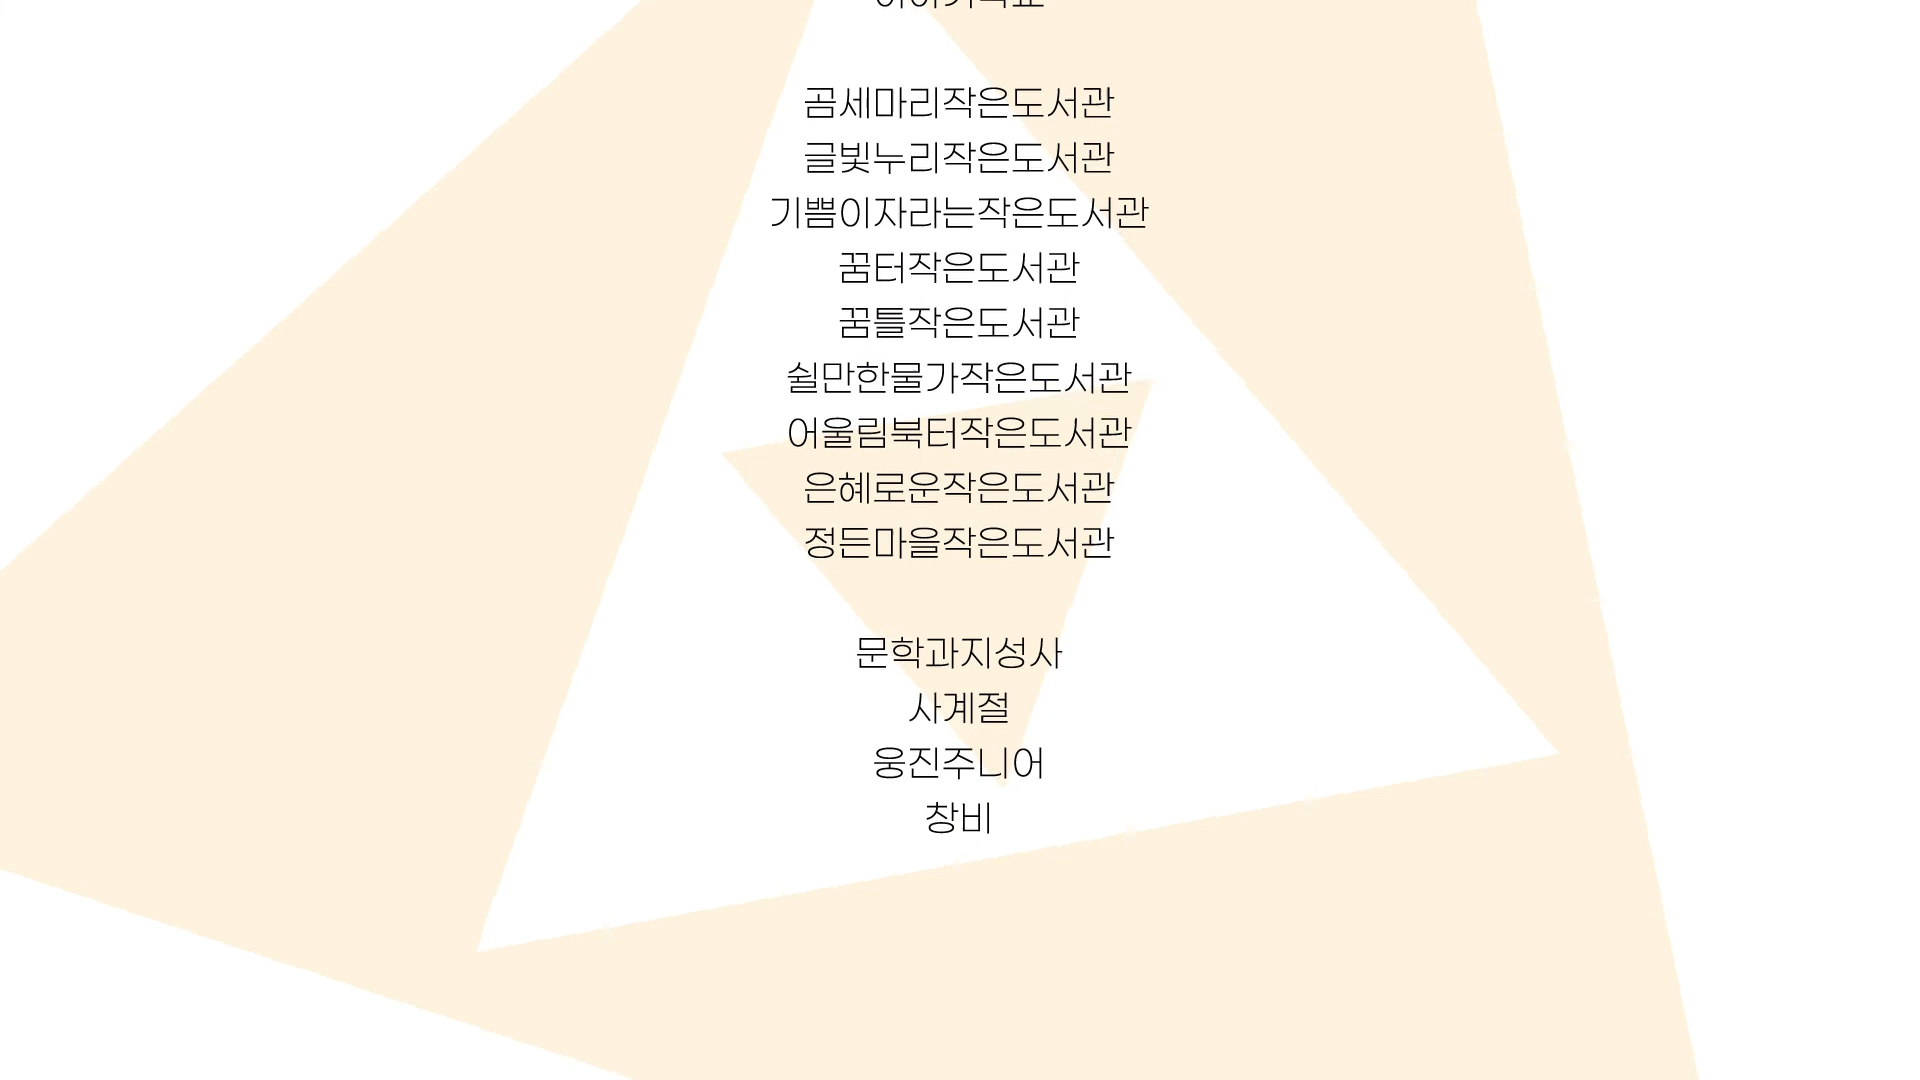 곰세마리작은도서관
글빛누리작은도서관
기쁨이자라는작은도서관
꿈터작은도서관
꿈틀작은도서관
쉴만한물가작은도서관
어울림북터작은도서관
은혜로운작은도서관
정든마을작은도서관
문학과지성사
사계절
웅진주니어
창비